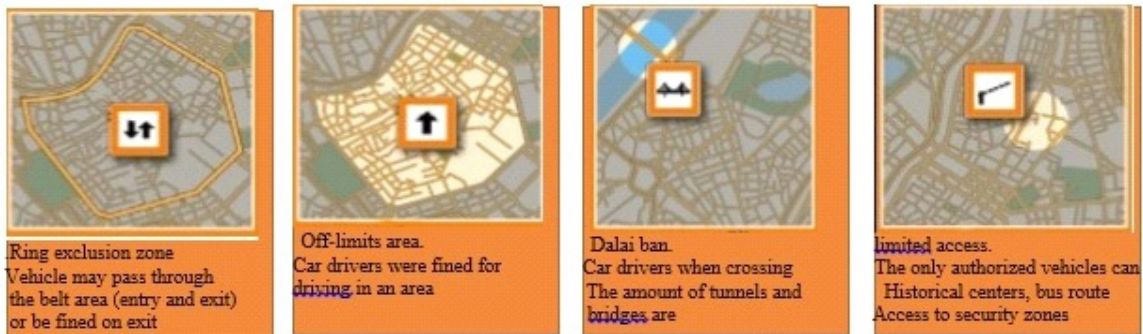 .Ring exclusion zone
Vehicle may pass through
the belt area (entry and exit)
or be fined on exit
Off-limits area.
Car drivers were fined for
driving in an area
Dalai ban.
Car drivers when crossing
The amount of tunnels and
bridges are
limited access.
The only authorized vehicles can
Historical centers, bus route
Access to security zones